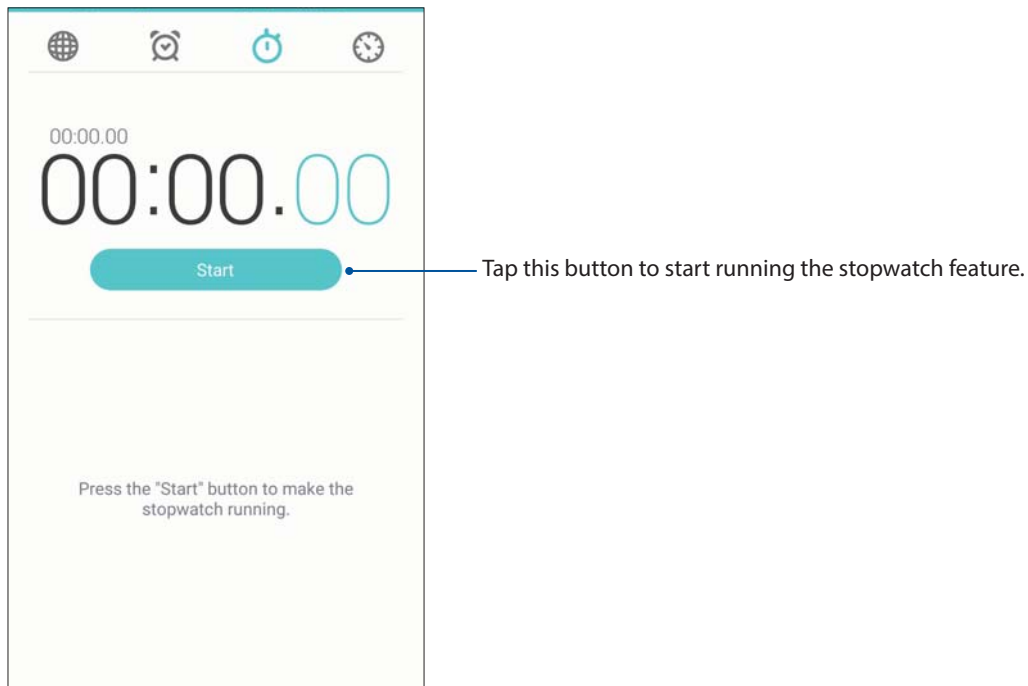 00:00.00
00:00.00
Start
Tap this button to start running the stopwatch feature.
Press the "Start" button to make the
stopwatch running.